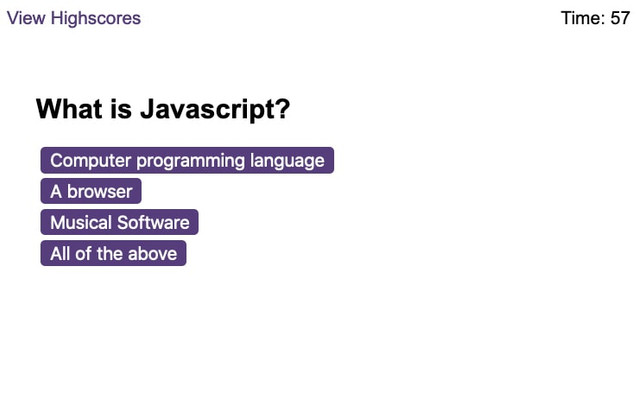 View Highscores
Time: 57
What is Javascript?
Computer programming language
A browser
Musical Software
All of the above